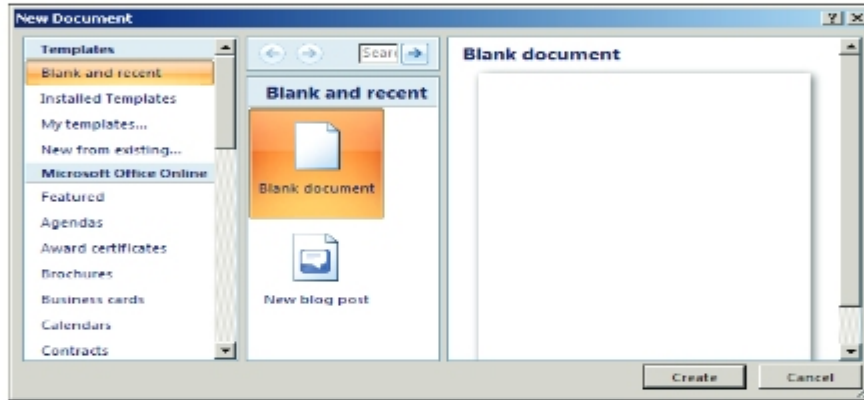 New Document
Templates
Blank and recent
Installed Templates
My templates...
New from existing...
Microsoft Office Online
Featured
Agendas
Award certificates
Brochures
Business cards
Calendars
Contracts
Sear
Blank and recent
Blank document
New blog post
Blank document
Create
Cancel